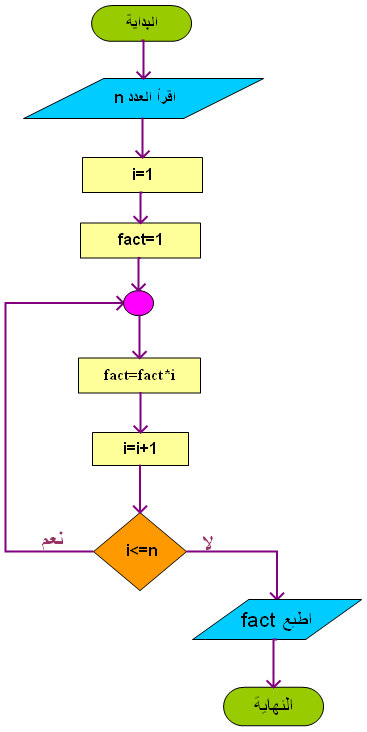 البداية
اقرأ العدد n
i=1
fact=1
fact=fact*i
i=i+1
i<=n
نعم
لا
اطبع fact
النهاية